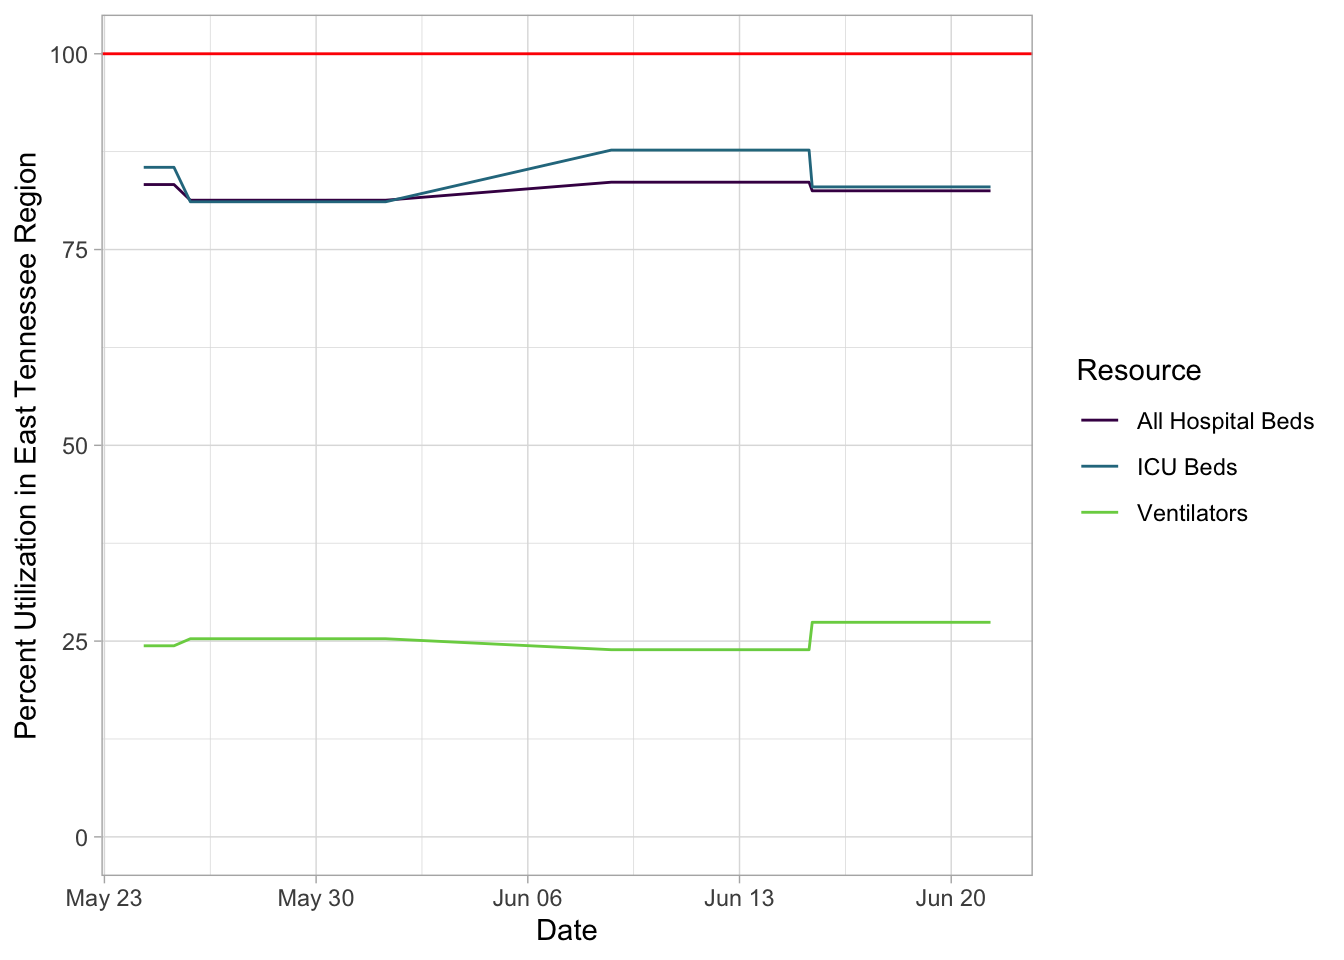 Percent Utilization in East Tennessee Region
100
75
50
25
0
May 23
May 30
Jun 06
Jun 13
Jun 20
Date
Resource
All Hospital Beds
ICU Beds
Ventilators